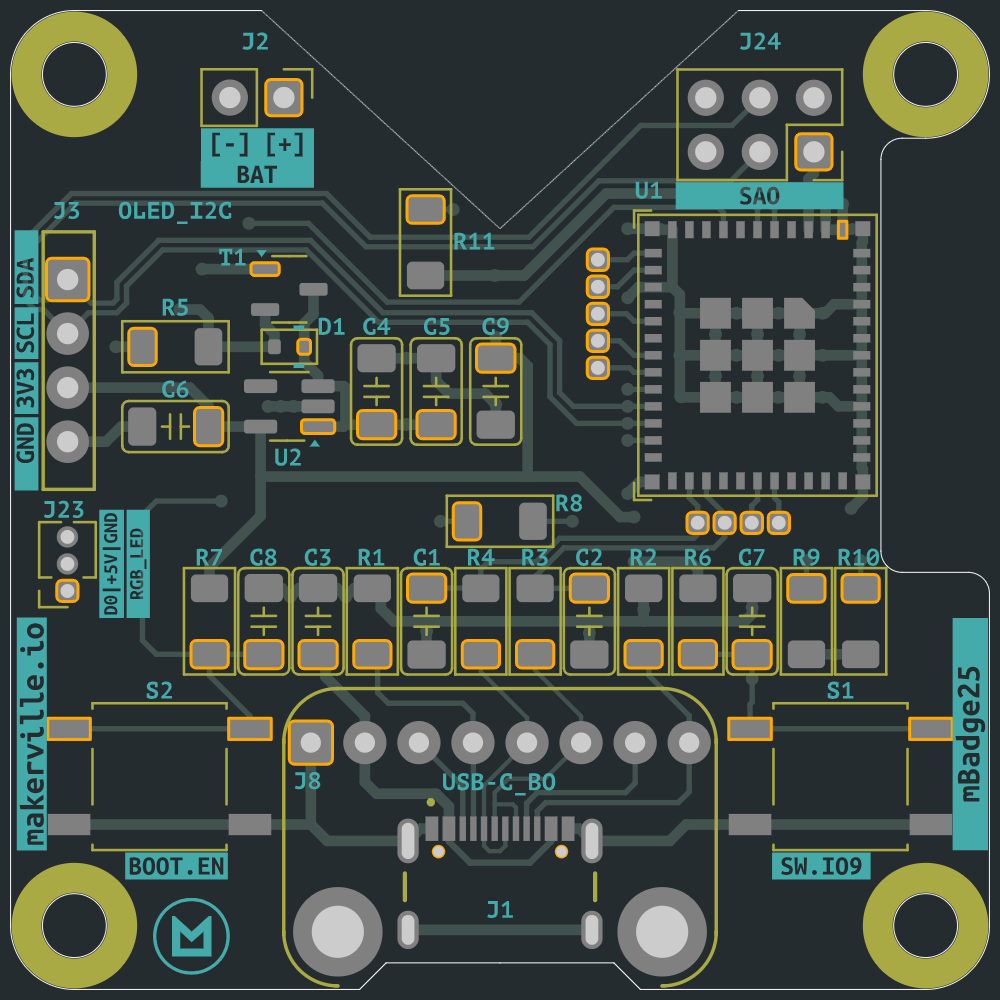 J2
J24
[-] [+]
BAT
U1
SAO
J3
OLED_I2C
R11
T1
GND|3V3|SCL|SDA
R5
D1
C4
C5
C9
C6
U2
J23
D0|+5V|GND
RGB_LED
R8
R7
C8
C3
R1
C1
R4
R3
C2
R2
R6
C7
R9
R10
makerville.io
S2
S1
mBadge25
J8
USB-C_BO
BOOT.EN
SW.IO9
J1